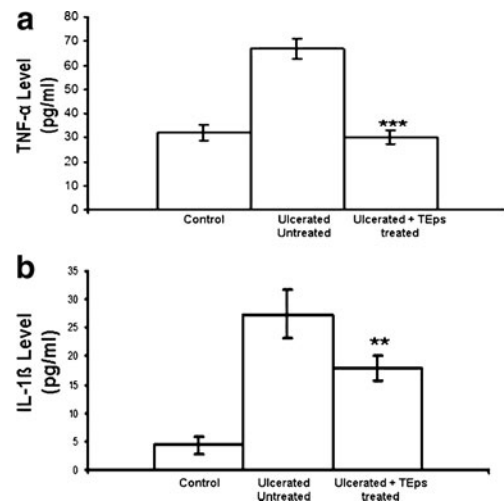 a
TNF-α Level
(pg/ml)
80
70
60
50
40
30
20
10
0
***
Control
Ulcerated
Untreated
Ulcerated + TEps
treated
b
IL-1ß Level
(pg/ml)
35
30
25
20
15
10
5
0
**
Control
Ulcerated
Untreated
Ulcerated + TEps
treated